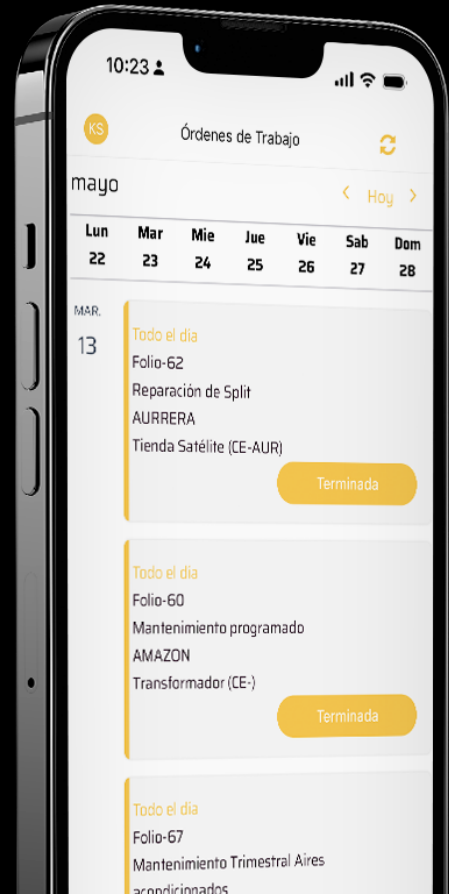 10:23
KS
Órdenes de Trabajo
mayo
Hoy
Lun Mar Mie Jue Vie Sab Dom
22 23 24 25 26 27 28
MAR.
13
Todo el dia
Folio-62
Reparación de Split
AURRERA
Tienda Satélite (CE-AUR)
Terminada
Todo el dia
Folio-60
Mantenimiento programado
AMAZON
Transformador (CE-)
Terminada
Todo el dia
Folio-67
Mantenimiento Trimestral Aires
acondicionados